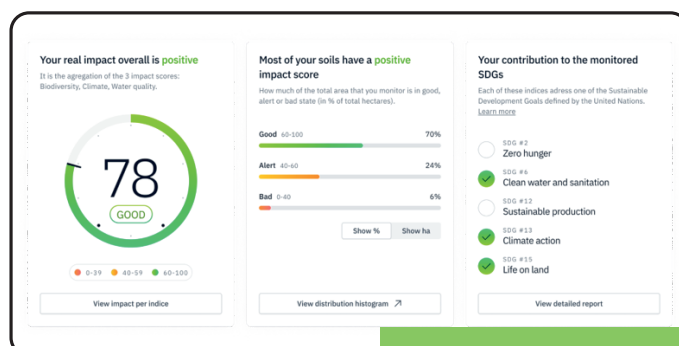 Your real impact overall is positive
It is the agregation of the 3 impact scores:
Biodiversity, Climate, Water quality.
78
GOOD
0-39 40-59 60-100
View impact per indice
Most of your soils have a positive
impact score
How much of the total area that you monitor is in good,
alert or bad state (in % of total hectares).
Good 60-100 70%
Alert 40-60 24%
Bad 0-40 6%
Show % Show ha
View distribution histogram
Your contribution to the monitored
SDGs
Each of these indices adress one of the Sustainable
Development Goals defined by the United Nations.
Learn more
SDG #2
Zero hunger
SDG #6
Clean water and sanitation
SDG #12
Sustainable production
SDG #13
Climate action
SDG #15
Life on land
View detailed report